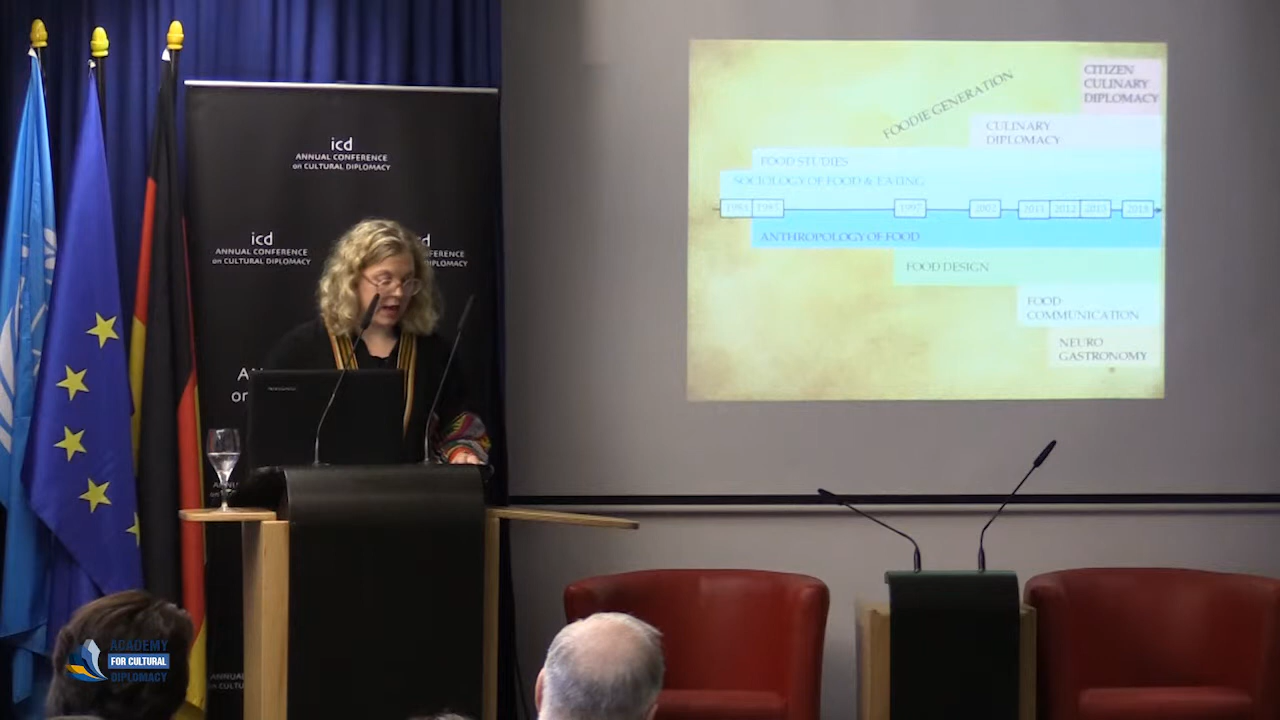 icd
ANNUAL CONFERENCE
on CULTURAL DIPLOMACY
icd
ANNUAL CONFERENCE
on CULTURAL DIPLOMACY
ACADEMY
FOR CULTURAL
DIPLOMACY
CITIZEN
CULINARY
DIPLOMACY
FOODIE GENERATION
CULINARY
DIPLOMACY
FOOD STUDIES
SOCIOLOGY OF FOOD & EATING
1997
2002
2012
2018
ANTHROPOLOGY OF FOOD
FOOD DESIGN
FOOD
COMMUNICATION
NEURO
GASTRONOMY